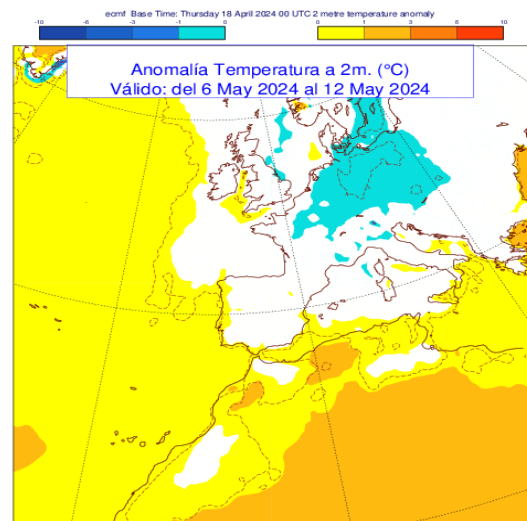 ecmf Base Time: Thursday 18 April 2024 00 UTC 2 metre temperature anomaly
-10 -6 -3 -1 0 0 1 3 6 10
Anomalía Temperatura a 2m. (°C)
Válido: del 6 May 2024 al 12 May 2024